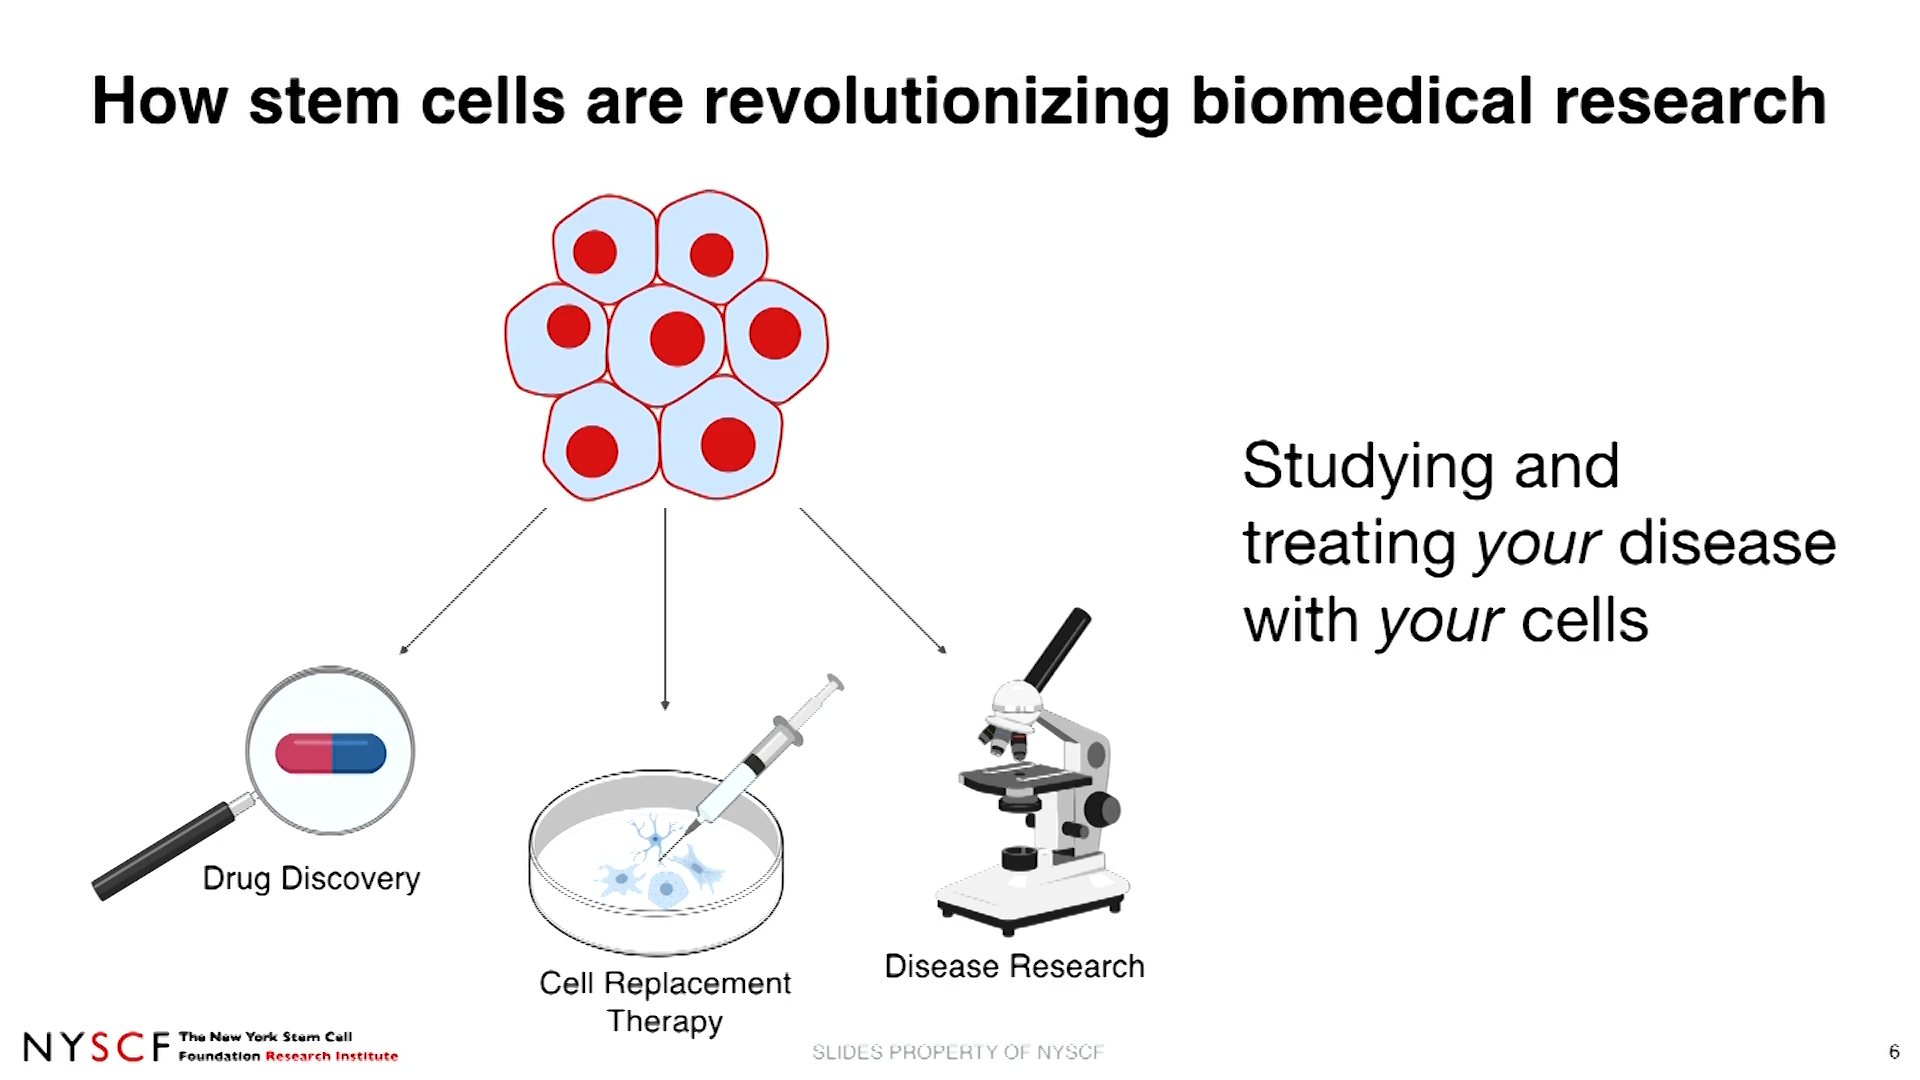 How stem cells are revolutionizing biomedical research
Studying and
treating your disease
with your cells
Drug Discovery
Cell Replacement
Therapy
Disease Research
NYSCF The New York Stem Cell
Foundation Research Institute
SLIDES PROPERTY OF NYSCF
6